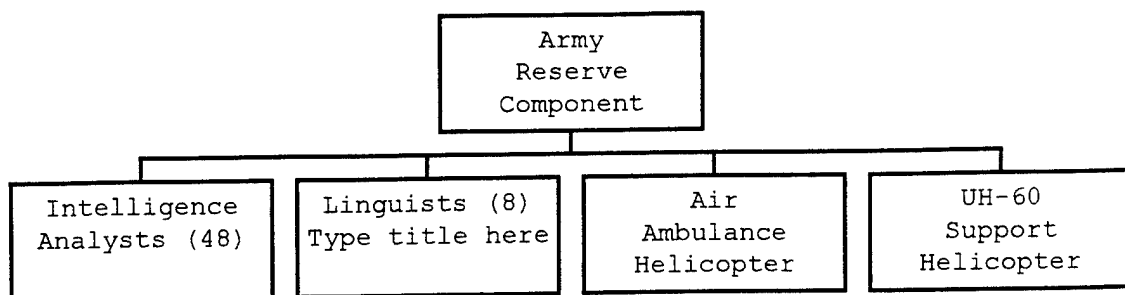 Army
Reserve
Component
Intelligence
Analysts (48)
Linguists (8)
Type title here
Air
Ambulance
Helicopter
UH-60
Support
Helicopter